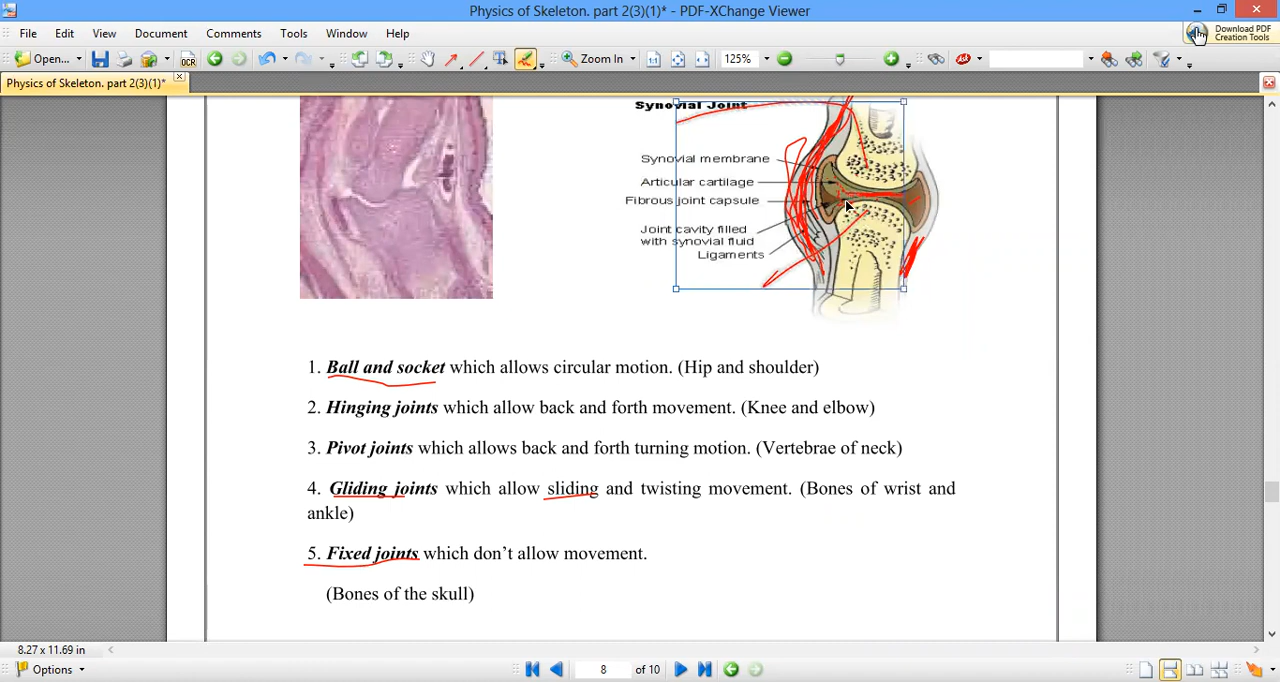 Physics of Skeleton. part 2(3)(1)* - PDF-XChange Viewer
File Edit View Document Comments Tools Window Help
Download PDF
Creation Tools
Open... OCR Zoom In 125%
Physics of Skeleton. part 2(3)(1)*
Synovial Joint
Synovial membrane
Articular cartilage
Fibrous joint capsule
Joint cavity filled
with synovial fluid
Ligaments
1. Ball and socket which allows circular motion. (Hip and shoulder)
2. Hinging joints which allow back and forth movement. (Knee and elbow)
3. Pivot joints which allows back and forth turning motion. (Vertebrae of neck)
4. Gliding joints which allow sliding and twisting movement. (Bones of wrist and
ankle)
5. Fixed joints which don’t allow movement.
(Bones of the skull)
8.27 x 11.69 in
Options 8 of 10